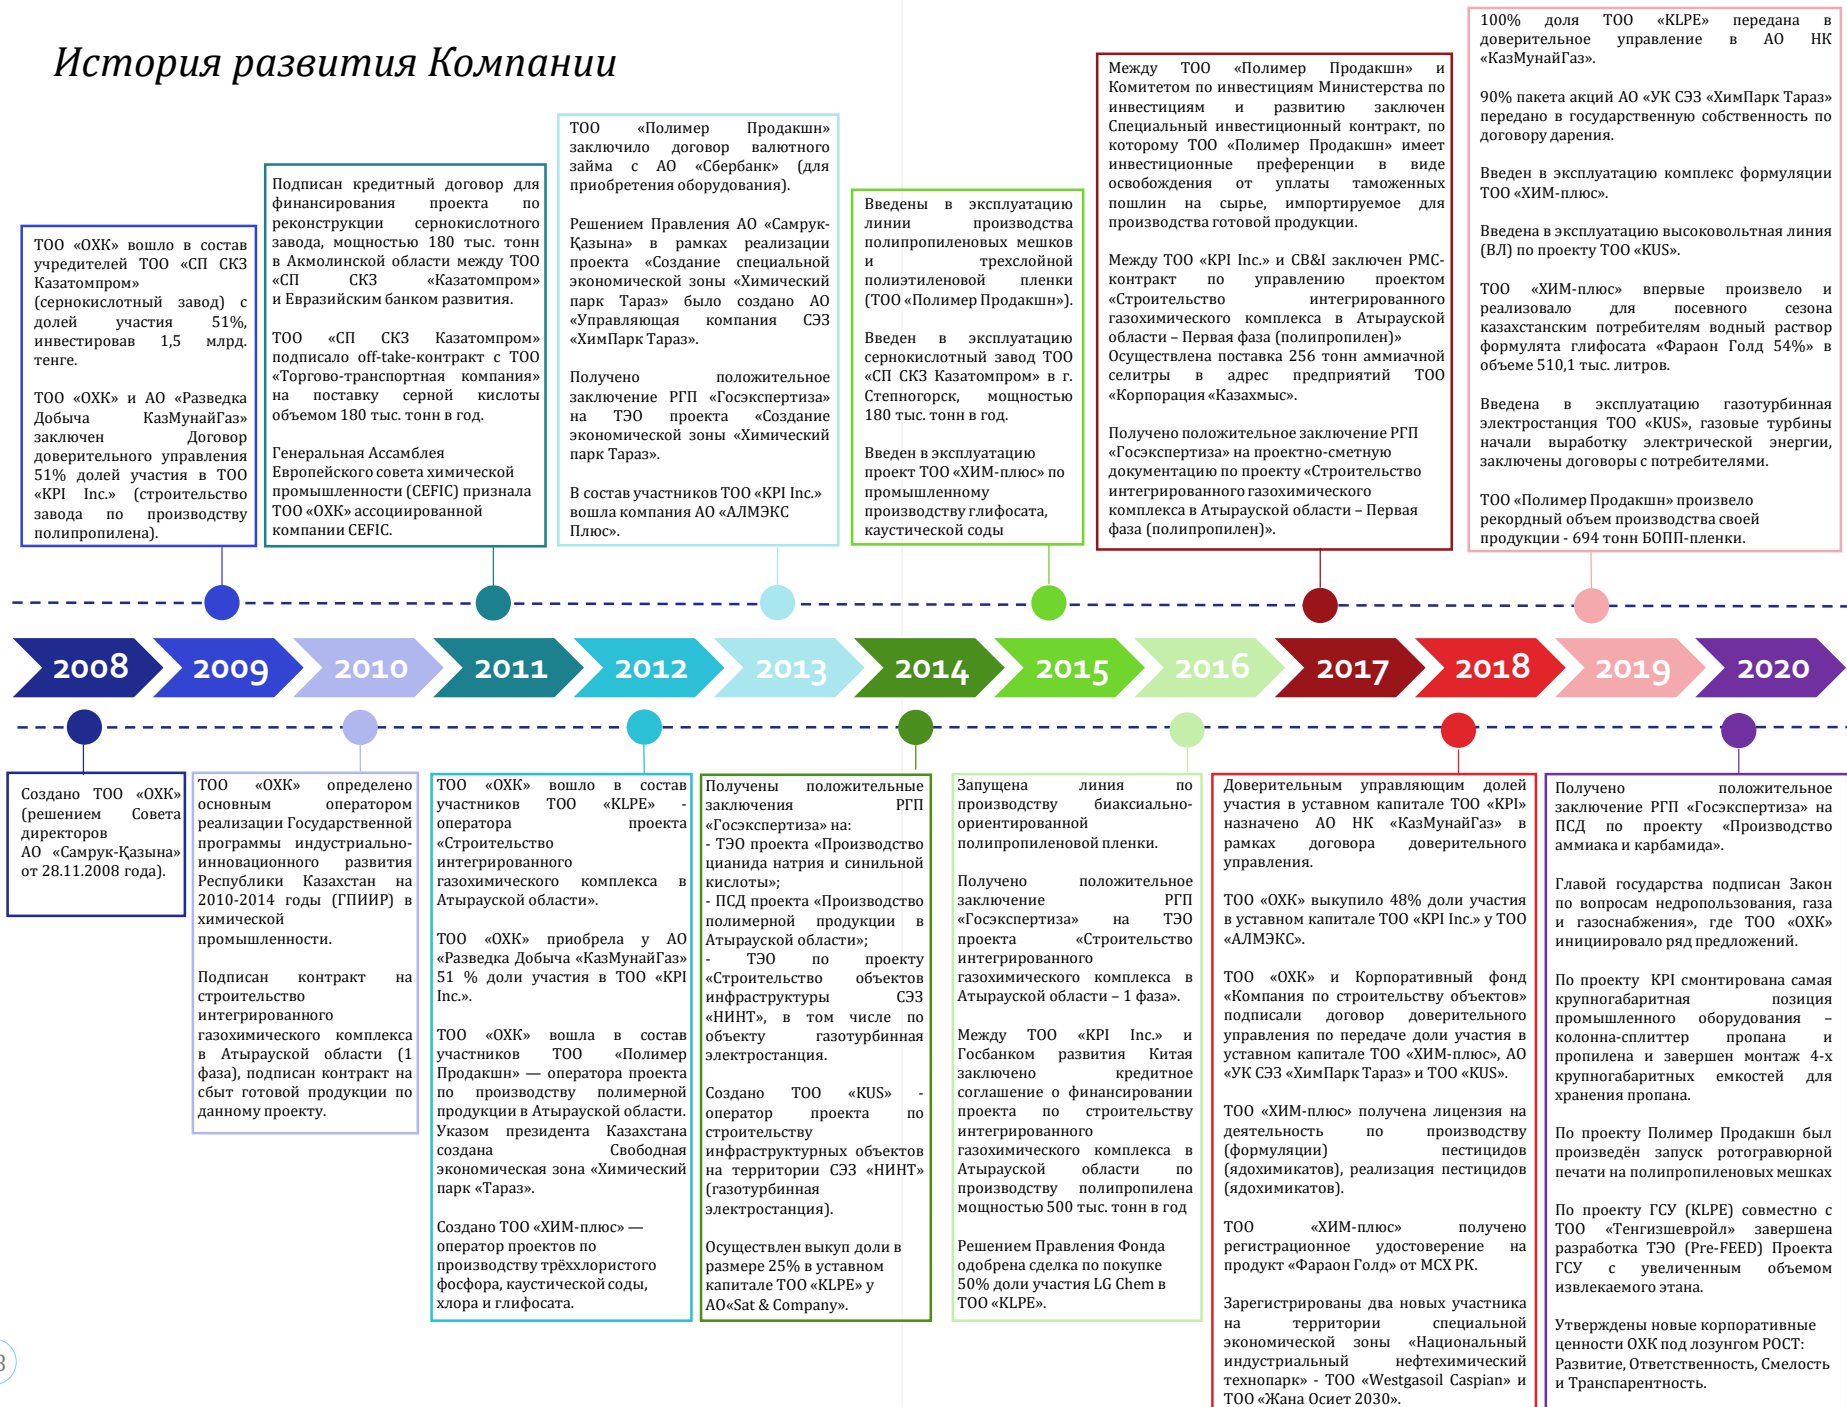 История развития Компании
ТОО «ОХК» вошло в состав
учредителей ТОО «СП СКЗ
Казатомпром»
(сернокислотный завод) с
долей участия 51%,
инвестировав 1,5 млрд.
тенге.
ТОО «ОХК» и АО «Разведка
Добыча КазМунайГаз»
заключен Договор
доверительного управления
51% долей участия в ТОО
«KPI Inc.» (строительство
завода по производству
полипропилена).
Подписан кредитный договор для
финансирования проекта по
реконструкции сернокислотного
завода, мощностью 180 тыс. тонн
в Акмолинской области между ТОО
«СП СКЗ «Казатомпром»
и Евразийским банком развития.
ТОО «СП СКЗ Казатомпром»
подписало off-take-контракт с ТОО
«Торгово-транспортная компания»
на поставку серной кислоты
объемом 180 тыс. тонн в год.
Генеральная Ассамблея
Европейского совета химической
промышленности (CEFIC) признала
ТОО «ОХК» ассоциированной
компании CEFIC.
ТОО «Полимер Продакшн»
заключило договор валютного
займа с АО «Сбербанк» (для
приобретения оборудования).
Решением Правления АО «Самрук-
Қазына» в рамках реализации
проекта «Создание специальной
экономической зоны «Химический
парк Тараз» было создано АО
«Управляющая компания СЭЗ
«ХимПарк Тараз».
Получено положительное
заключение РГП «Госэкспертиза»
на ТЭО проекта «Создание
экономической зоны «Химический
парк Тараз».
В состав участников ТОО «KPI Inc.»
вошла компания АО «АЛМЭКС
Плюс».
Введены в эксплуатацию
линии производства
полипропиленовых мешков
и трехслойной
полиэтиленовой пленки
(ТОО «Полимер Продакшн»).
Введен в эксплуатацию
сернокислотный завод ТОО
«СП СКЗ Казатомпром» в г.
Степногорск, мощностью
180 тыс. тонн в год.
Введен в эксплуатацию
проект ТОО «ХИМ-плюс» по
промышленному
производству глифосата,
каустической соды
Между ТОО «Полимер Продакшн» и
Комитетом по инвестициям Министерства по
инвестициям и развитию заключен
Специальный инвестиционный контракт, по
которому ТОО «Полимер Продакшн» имеет
инвестиционные преференции в виде
освобождения от уплаты таможенных
пошлин на сырье, импортируемое для
производства готовой продукции.
Между ТОО «KPI Inc.» и CB&I заключен PMC-
контракт по управлению проектом
«Строительство интегрированного
газохимического комплекса в Атырауской
области – Первая фаза (полипропилен)»
Осуществлена поставка 256 тонн аммиачной
селитры в адрес предприятий ТОО
«Корпорация «Казахмыс».
Получено положительное заключение РГП
«Госэкспертиза» на проектно-сметную
документацию по проекту «Строительство
интегрированного газохимического
комплекса в Атырауской области – Первая
фаза (полипропилен)».
100% доля ТОО «KLPE» передана в
доверительное управление в АО НК
«КазМунайГаз».
90% пакета акций АО «УК СЭЗ «ХимПарк Тараз»
передано в государственную собственность по
договору дарения.
Введен в эксплуатацию комплекс формуляции
ТОО «ХИМ-плюс».
Введена в эксплуатацию высоковольтная линия
(ВЛ) по проекту ТОО «KUS».
ТОО «ХИМ-плюс» впервые произвело и
реализовало для посевного сезона
казахстанским потребителям водный раствор
формулята глифосата «Фараон Голд 54%» в
объеме 510,1 тыс. литров.
Введена в эксплуатацию газотурбинная
электростанция ТОО «KUS», газовые турбины
начали выработку электрической энергии,
заключены договоры с потребителями.
ТОО «Полимер Продакшн» произвело
рекордный объем производства своей
продукции - 694 тонн БОПП-пленки.
2008 2009 2010 2011 2012 2013 2014 2015 2016 2017 2018 2019 2020
Создано ТОО «ОХК»
(решением Совета
директоров
АО «Самрук-Қазына»
от 28.11.2008 года).
ТОО «ОХК» определено
основным оператором
реализации Государственной
программы индустриально-
инновационного развития
Республики Казахстан на
2010-2014 годы (ГПИИР) в
химической
промышленности.
Подписан контракт на
строительство
интегрированного
газохимического комплекса
в Атырауской области (1
фаза), подписан контракт на
сбыт готовой продукции по
данному проекту.
ТОО «ОХК» вошло в состав
участников ТОО «KLPE» -
оператора проекта
«Строительство
интегрированного
газохимического комплекса в
Атырауской области».
ТОО «ОХК» приобрела у АО
«Разведка Добыча «КазМунайГаз»
51 % доли участия в ТОО «KPI
Inc.».
ТОО «ОХК» вошла в состав
участников ТОО «Полимер
Продакшн» — оператора проекта
по производству полимерной
продукции в Атырауской области.
Указом президента Казахстана
создана Свободная
экономическая зона «Химический
парк «Тараз».
Создано ТОО «ХИМ-плюс» —
оператор проектов по
производству трёххлористого
фосфора, каустической соды,
хлора и глифосата.
Получены положительные
заключения РГП
«Госэкспертиза» на:
- ТЭО проекта «Производство
цианида натрия и синильной
кислоты»;
- ПСД проекта «Производство
полимерной продукции в
Атырауской области»;
- ТЭО по проекту
«Строительство объектов
инфраструктуры СЭЗ
«НИНТ», в том числе по
объекту газотурбинная
электростанция.
Создано ТОО «KUS» -
оператор проекта по
строительству
инфраструктурных объектов
на территории СЭЗ «НИНТ»
(газотурбинная
электростанция).
Осуществлен выкуп доли в
размере 25% в уставном
капитале ТОО «KLPE» у
АО«Sat & Company».
Запущена линия по
производству биаксиально-
ориентированной
полипропиленовой пленки.
Получено положительное
заключение РГП
«Госэкспертиза» на ТЭО
проекта «Строительство
интегрированного
газохимического комплекса в
Атырауской области – 1 фаза».
Между ТОО «KPI Inc.» и
Госбанком развития Китая
заключено кредитное
соглашение о финансировании
проекта по строительству
интегрированного
газохимического комплекса в
Атырауской области по
производству полипропилена
мощностью 500 тыс. тонн в год
Решением Правления Фонда
одобрена сделка по покупке
50% доли участия LG Chem в
ТОО «KLPE».
Доверительным управляющим долей
участия в уставном капитале ТОО «KPI»
назначено АО НК «КазМунайГаз» в
рамках договора доверительного
управления.
ТОО «ОХК» выкупило 48% доли участия
в уставном капитале ТОО «KPI Inc.» у ТОО
«АЛМЭКС».
ТОО «ОХК» и Корпоративный фонд
«Компания по строительству объектов»
подписали договор доверительного
управления по передаче доли участия в
уставном капитале ТОО «ХИМ-плюс», АО
«УК СЭЗ «ХимПарк Тараз» и ТОО «KUS».
ТОО «ХИМ-плюс» получена лицензия на
деятельность по производству
(формуляции) пестицидов
(ядохимикатов), реализация пестицидов
(ядохимикатов).
ТОО «ХИМ-плюс» получено
регистрационное удостоверение на
продукт «Фараон Голд» от МСХ РК.
Зарегистрированы два новых участника
на территории специальной
экономической зоны «Национальный
индустриальный нефтехимический
технопарк» - ТОО «Westgasoil Caspian» и
ТОО «Жана Осиет 2030».
Получено положительное
заключение РГП «Госэкспертиза» на
ПСД по проекту «Производство
аммиака и карбамида».
Главой государства подписан Закон
по вопросам недропользования, газа
и газоснабжения», где ТОО «ОХК»
инициировало ряд предложений.
По проекту KPI смонтирована самая
крупногабаритная позиция
промышленного оборудования –
колонна-сплиттер пропана и
пропилена и завершен монтаж 4-х
крупногабаритных емкостей для
хранения пропана.
По проекту Полимер Продакшн был
произведён запуск ротогравюрной
печати на полипропиленовых мешках
По проекту ГСУ (KLPE) совместно с
ТОО «Тенгизшевройл» завершена
разработка ТЭО (Pre-FEED) Проекта
ГСУ с увеличенным объемом
извлекаемого этана.
Утверждены новые корпоративные
ценности ОХК под лозунгом РОСТ:
Развитие, Ответственность, Смелость
и Транспарентность.